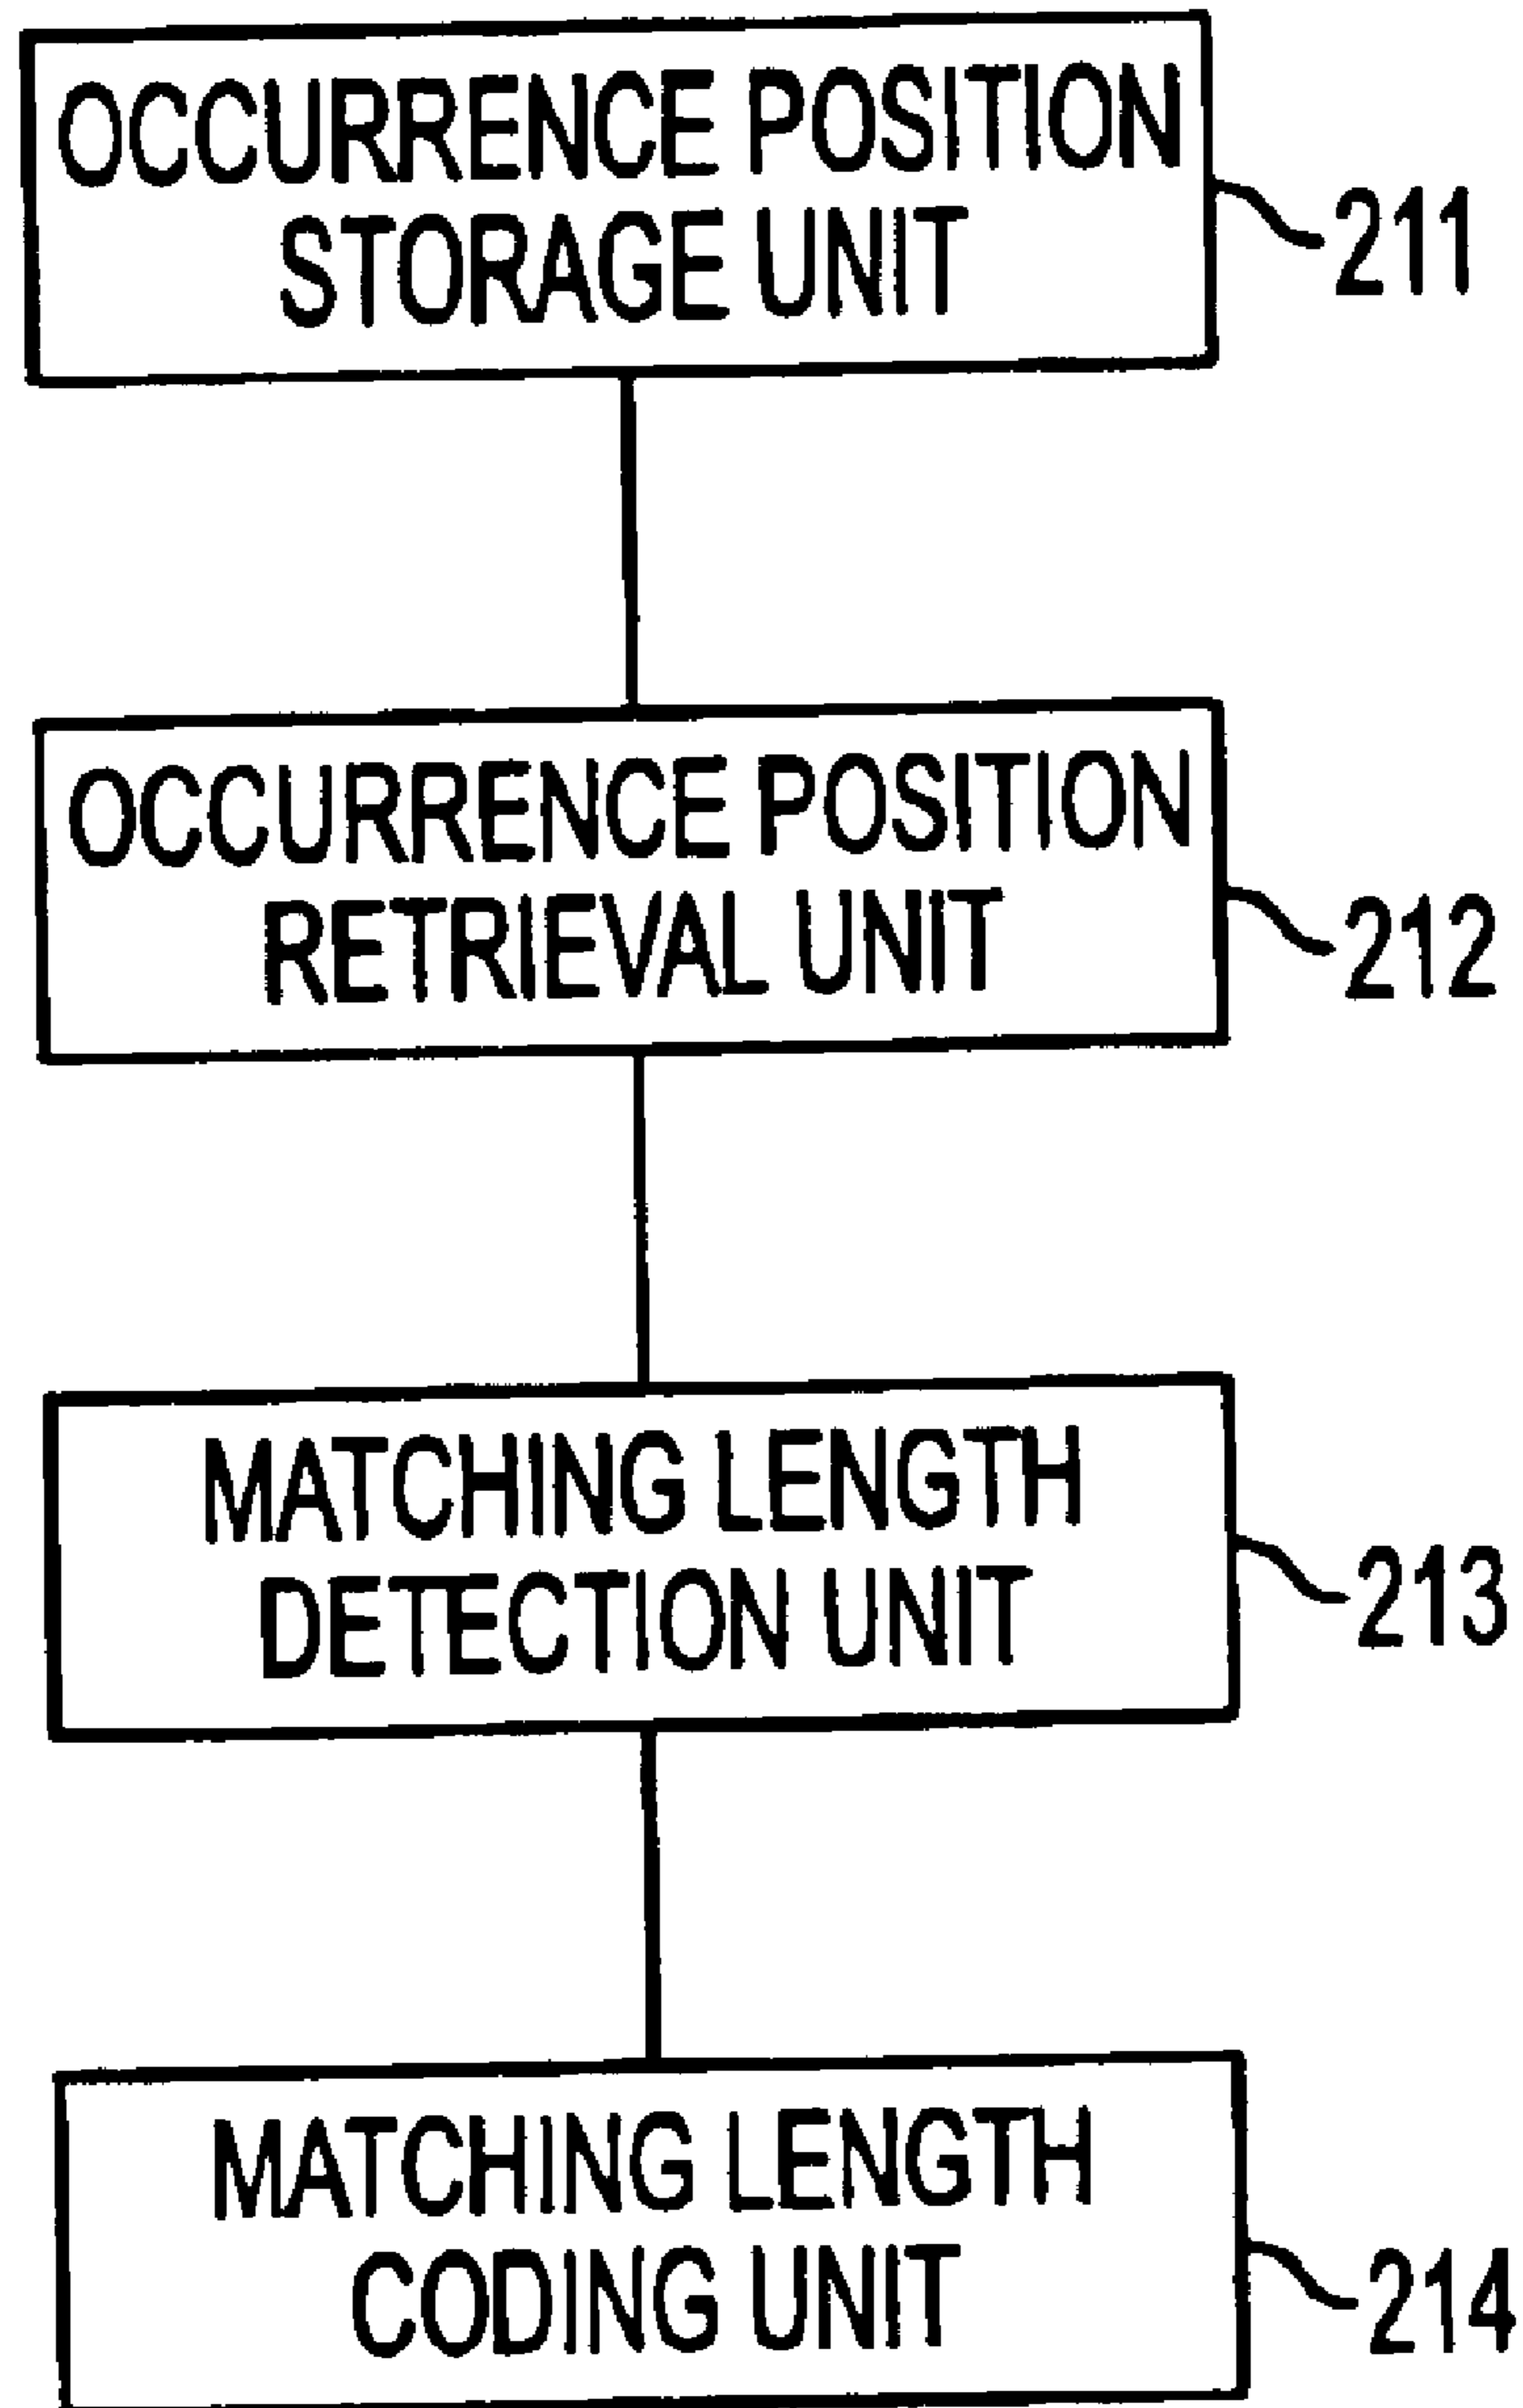 OCCURRENCE POSITION
STORAGE UNIT
211
OCCURRENCE POSITION
RETRIEVAL UNIT
212
MATCHING LENGTH
DETECTION UNIT
213
MATCHING LENGTH
CODING UNIT
214